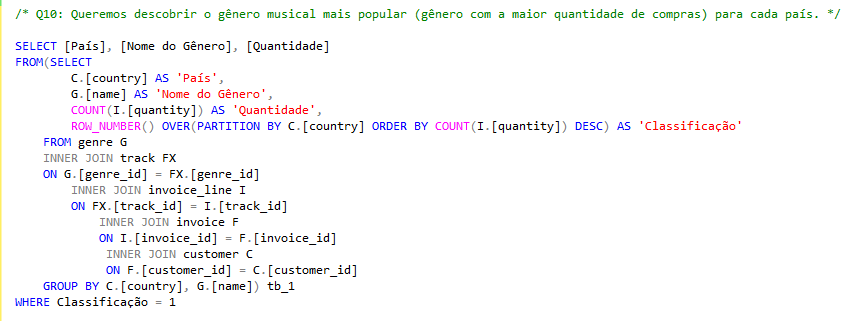 /* Q10: Queremos descobrir o gênero musical mais popular (gênero com a maior quantidade de compras) para cada país. */
SELECT [País], [Nome do Gênero], [Quantidade]
FROM(SELECT
C.[country] AS 'País',
G.[name] AS 'Nome do Gênero',
COUNT(I.[quantity]) AS 'Quantidade',
ROW_NUMBER() OVER(PARTITION BY C.[country] ORDER BY COUNT(I.[quantity]) DESC) AS 'Classificação'
FROM genre G
INNER JOIN track FX
ON G.[genre_id] = FX.[genre_id]
INNER JOIN invoice_line I
ON FX.[track_id] = I.[track_id]
INNER JOIN invoice F
ON I.[invoice_id] = F.[invoice_id]
INNER JOIN customer C
ON F.[customer_id] = C.[customer_id]
GROUP BY C.[country], G.[name]) tb_1
WHERE Classificação = 1